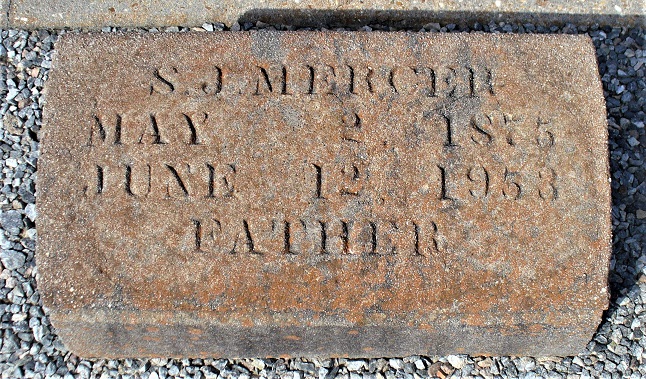 S. J. MERCER
MAY 2, 1875
JUNE 12, 1953
FATHER